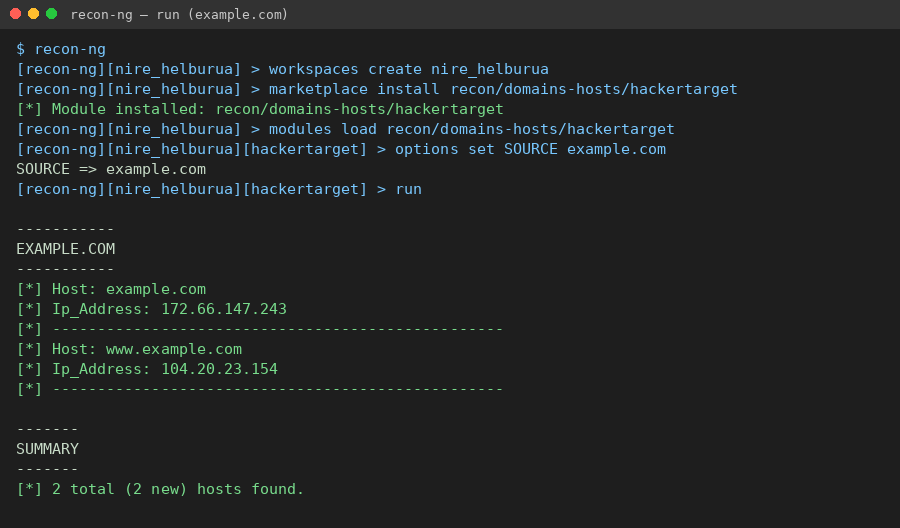 recon-ng — run (example.com)
$ recon-ng
[recon-ng][nire_helburua] > workspaces create nire_helburua
[recon-ng][nire_helburua] > marketplace install recon/domains-hosts/hackertarget
[*] Module installed: recon/domains-hosts/hackertarget
[recon-ng][nire_helburua] > modules load recon/domains-hosts/hackertarget
[recon-ng][nire_helburua][hackertarget] > options set SOURCE example.com
SOURCE => example.com
[recon-ng][nire_helburua][hackertarget] > run
-----------
EXAMPLE.COM
-----------
[*] Host: example.com
[*] Ip_Address: 172.66.147.243
[*] --------------------------------------------------
[*] Host: www.example.com
[*] Ip_Address: 104.20.23.154
[*] --------------------------------------------------
-------
SUMMARY
-------
[*] 2 total (2 new) hosts found.